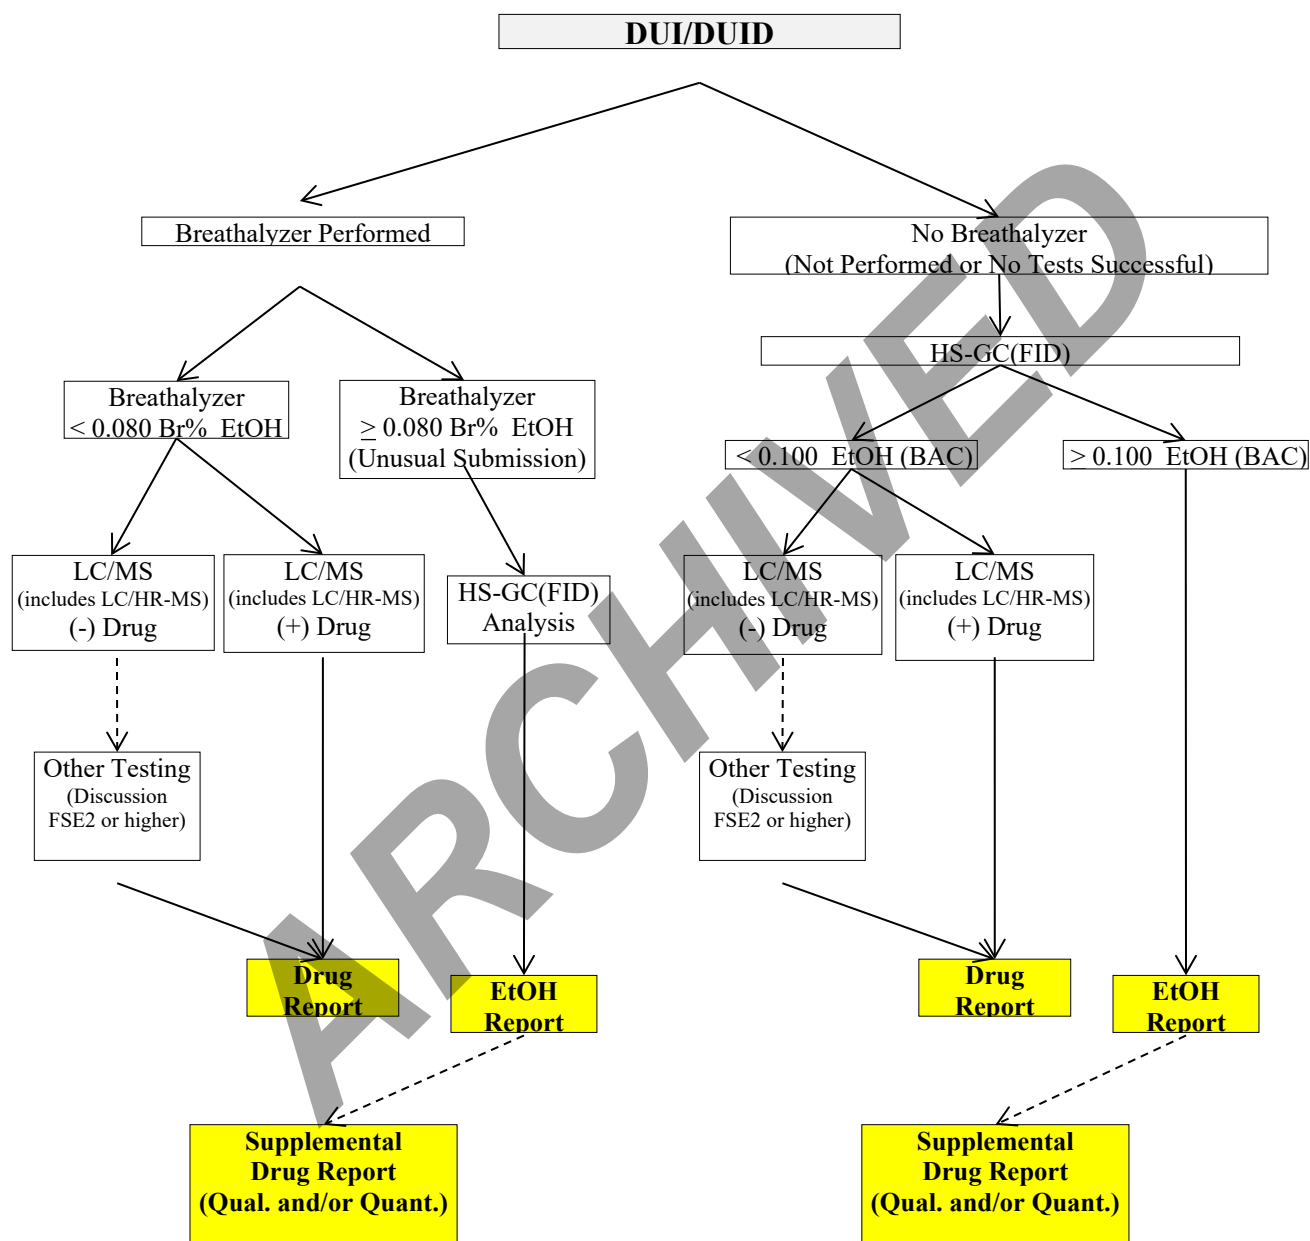 DUI/DUID
Breathalyzer Performed
No Breathalyzer
(Not Performed or No Tests Successful)
HS-GC(FID)
Breathalyzer
< 0.080 Br% EtOH
Breathalyzer
≥ 0.080 Br% EtOH
(Unusual Submission)
< 0.100 EtOH (BAC)
≥ 0.100 EtOH (BAC)
LC/MS
(includes LC/HR-MS)
(-) Drug
LC/MS
(includes LC/HR-MS)
(+) Drug
HS-GC(FID)
Analysis
LC/MS
(includes LC/HR-MS)
(-) Drug
LC/MS
(includes LC/HR-MS)
(+) Drug
Other Testing
(Discussion
FSE2 or higher)
Other Testing
(Discussion
FSE2 or higher)
Drug
Report
EtOH
Report
Drug
Report
EtOH
Report
Supplemental
Drug Report
(Qual. and/or Quant.)
Supplemental
Drug Report
(Qual. and/or Quant.)
ARCHIVED